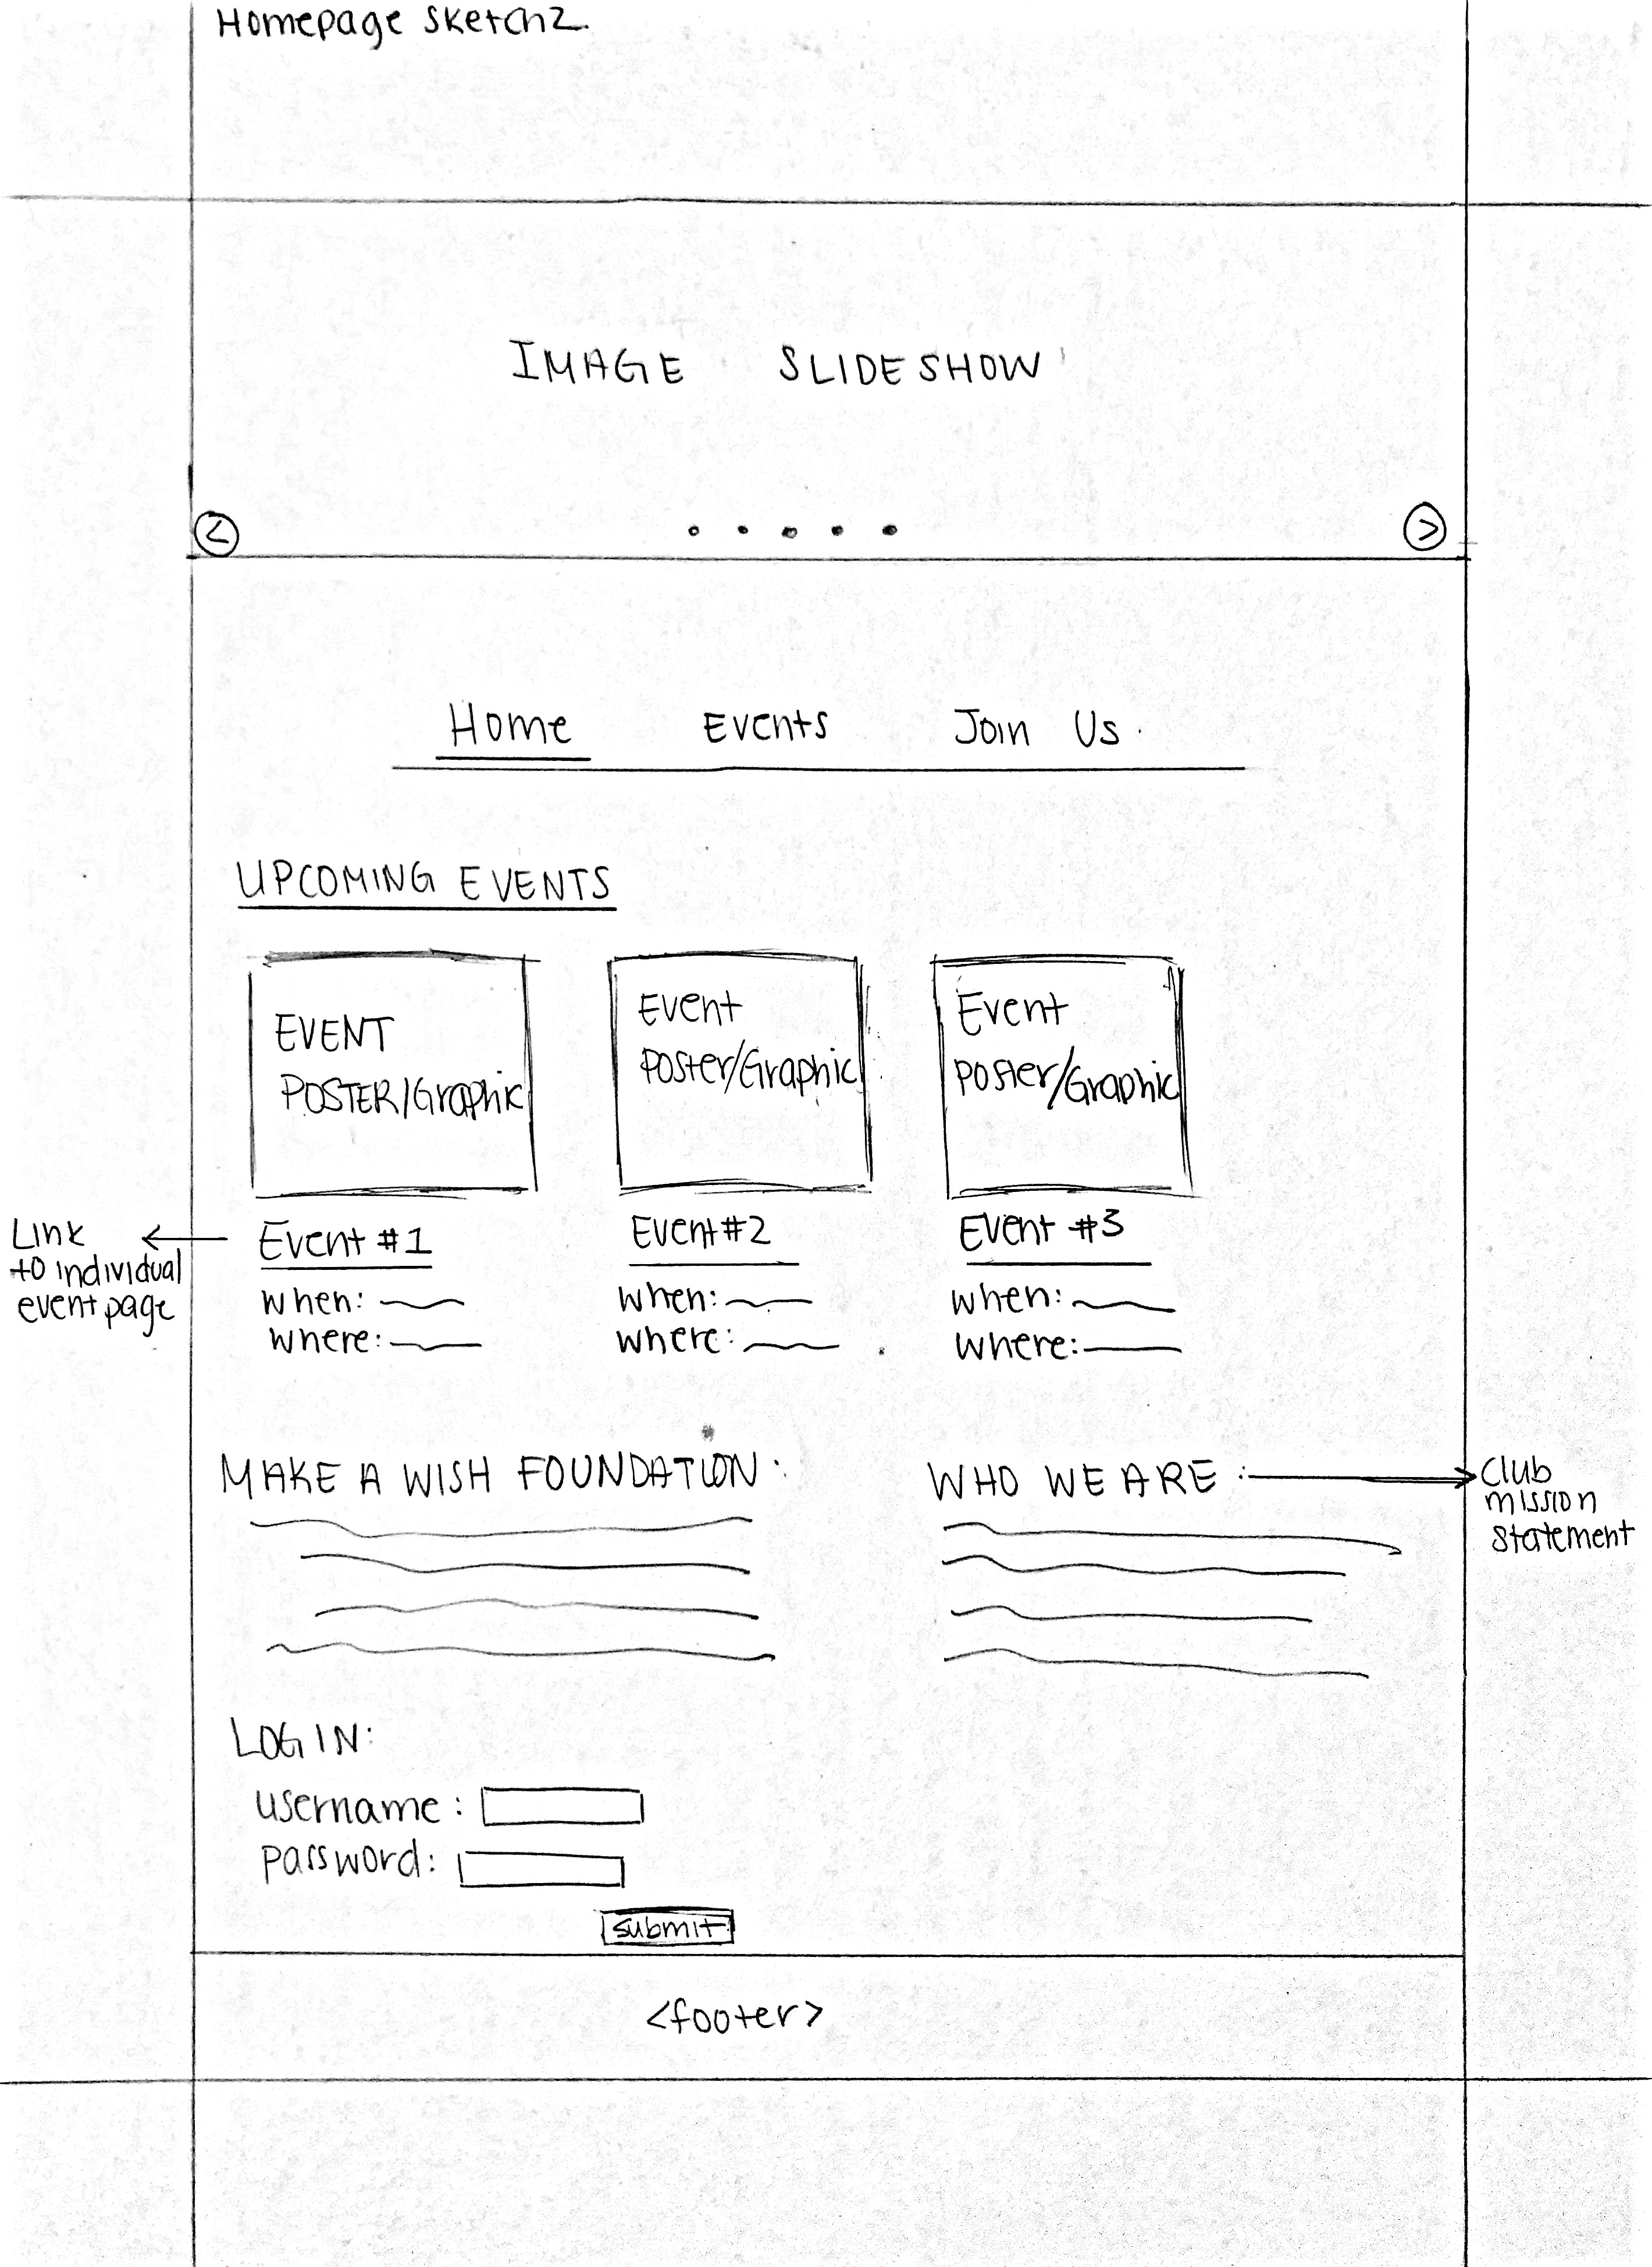 Homepage Sketch 2.
IMAGE SLIDESHOW
<
>
Home Events Join Us
UPCOMING EVENTS
EVENT
POSTER/Graphic
Event
Poster/Graphic
Event
Poster/Graphic
Link
to individual
event page
Event #1
when:
where:
Event #2
when:
where:
Event #3
when:
where:
MAKE A WISH FOUNDATION:
WHO WE ARE:
Club
mission
statement
LOGIN:
username:
password:
submit
<footer>